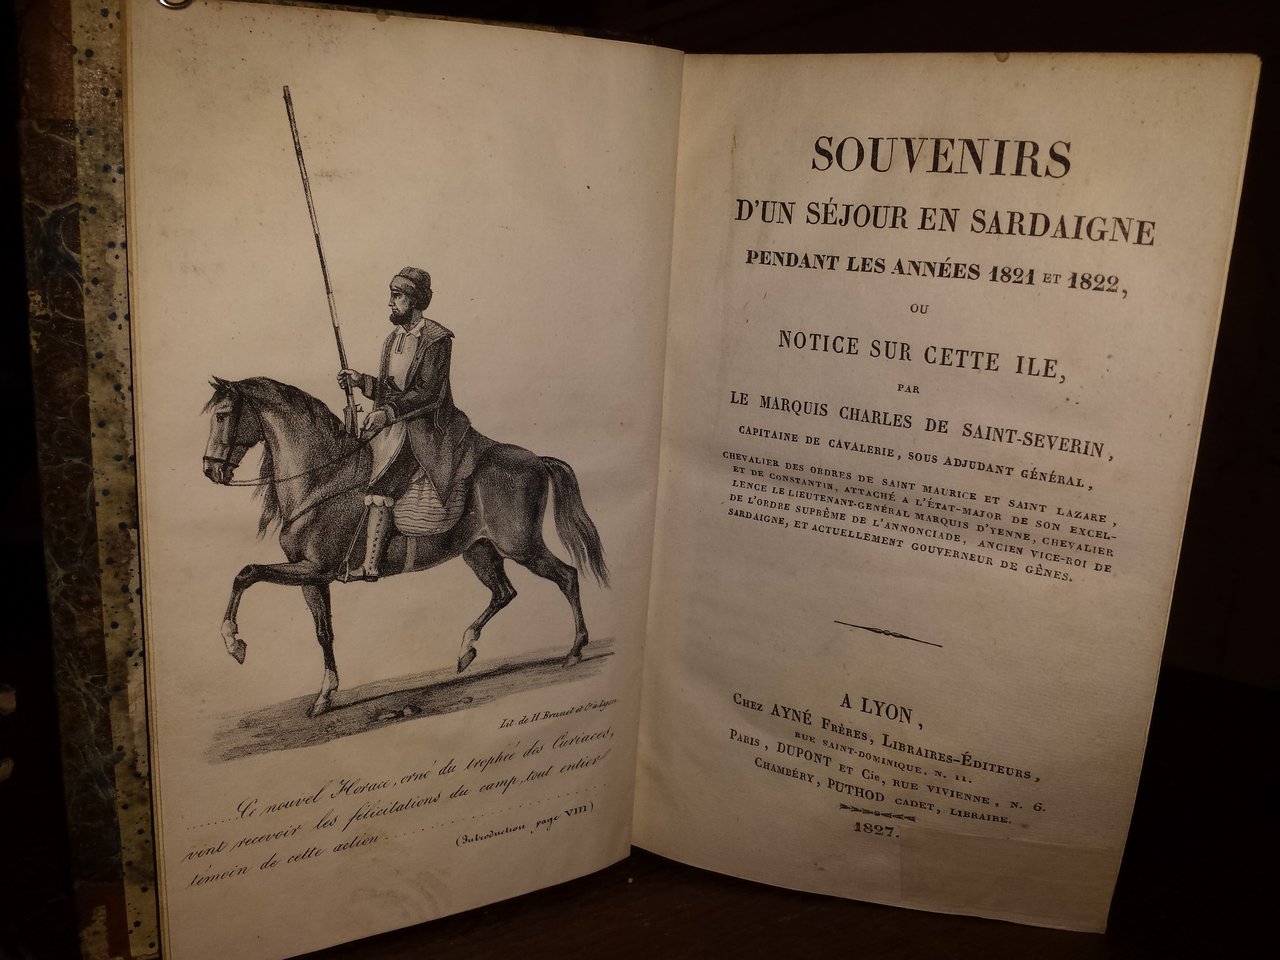 Lit. de H. Brunet et Cie à Lyon
........Ce nouvel Horace, orné du trophée des Curiaces,
vint recevoir les félicitations du camp, tout entier
témoin de cette action........................
(Introduction, page VIII)
SOUVENIRS
D'UN SÉJOUR EN SARDAIGNE
PENDANT LES ANNÉES 1821 ET 1822,
OU
NOTICE SUR CETTE ILE,
PAR
LE MARQUIS CHARLES DE SAINT-SEVERIN,
CAPITAINE DE CAVALERIE, SOUS ADJUDANT GÉNÉRAL,
CHEVALIER DES ORDRES DE SAINT MAURICE ET SAINT LAZARE,
ET DE CONSTANTIN, ATTACHÉ A L'ÉTAT-MAJOR DE SON EXCEL-
LENCE LE LIEUTENANT-GÉNÉRAL MARQUIS D'YENNE, CHEVALIER
DE L'ORDRE SUPRÊME DE L'ANNONCIADE, ANCIEN VICE-ROI DE
SARDAIGNE, ET ACTUELLEMENT GOUVERNEUR DE GÊNES.
A LYON,
CHEZ AYNÉ FRÈRES, LIBRAIRES-ÉDITEURS,
RUE SAINT-DOMINIQUE, N. 11.
PARIS, DUPONT ET Cie, RUE VIVIENNE, N. 6.
CHAMBÉRY, PUTHOD CADET, LIBRAIRE.
1827.